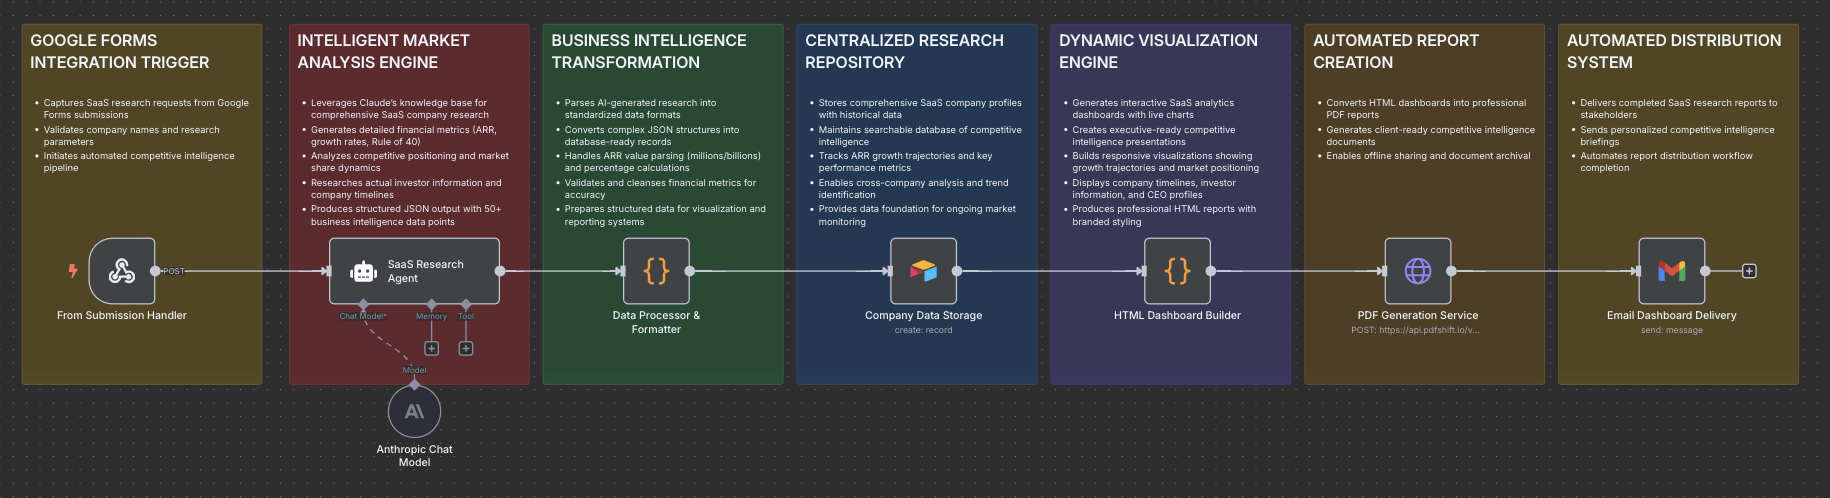 GOOGLE FORMS
INTEGRATION TRIGGER
• Captures SaaS research requests from Google
Forms submissions
• Validates company names and research
parameters
• Initiates automated competitive intelligence
pipeline
POST
From Submission Handler
INTELLIGENT MARKET
ANALYSIS ENGINE
• Leverages Claude's knowledge base for
comprehensive SaaS company research
• Generates detailed financial metrics (ARR,
growth rates, Rule of 40)
• Analyzes competitive positioning and market
share dynamics
• Researches actual investor information and
company timelines
• Produces structured JSON output with 50+
business intelligence data points
SaaS Research
Agent
Chat Model*
Memory
Tool
Model
Anthropic Chat
Model
BUSINESS INTELLIGENCE
TRANSFORMATION
• Parses AI-generated research into
standardized data formats
• Converts complex JSON structures into
database-ready records
• Handles ARR value parsing (millions/billions)
and percentage calculations
• Validates and cleanses financial metrics for
accuracy
• Prepares structured data for visualization and
reporting systems
{}
Data Processor &
Formatter
CENTRALIZED RESEARCH
REPOSITORY
• Stores comprehensive SaaS company profiles
with historical data
• Maintains searchable database of competitive
intelligence
• Tracks ARR growth trajectories and key
performance metrics
• Enables cross-company analysis and trend
identification
• Provides data foundation for ongoing market
monitoring
Company Data Storage
create: record
DYNAMIC VISUALIZATION
ENGINE
• Generates interactive SaaS analytics
dashboards with live charts
• Creates executive-ready competitive
intelligence presentations
• Builds responsive visualizations showing
growth trajectories and market positioning
• Displays company timelines, investor
information, and CEO profiles
• Produces professional HTML reports with
branded styling
{}
HTML Dashboard Builder
AUTOMATED REPORT
CREATION
• Converts HTML dashboards into professional
PDF reports
• Generates client-ready competitive intelligence
documents
• Enables offline sharing and document archival
PDF Generation Service
POST: https://api.pdfshift.io/v...
AUTOMATED DISTRIBUTION
SYSTEM
• Delivers completed SaaS research reports to
stakeholders
• Sends personalized competitive intelligence
briefings
• Automates report distribution workflow
completion
Email Dashboard Delivery
send: message